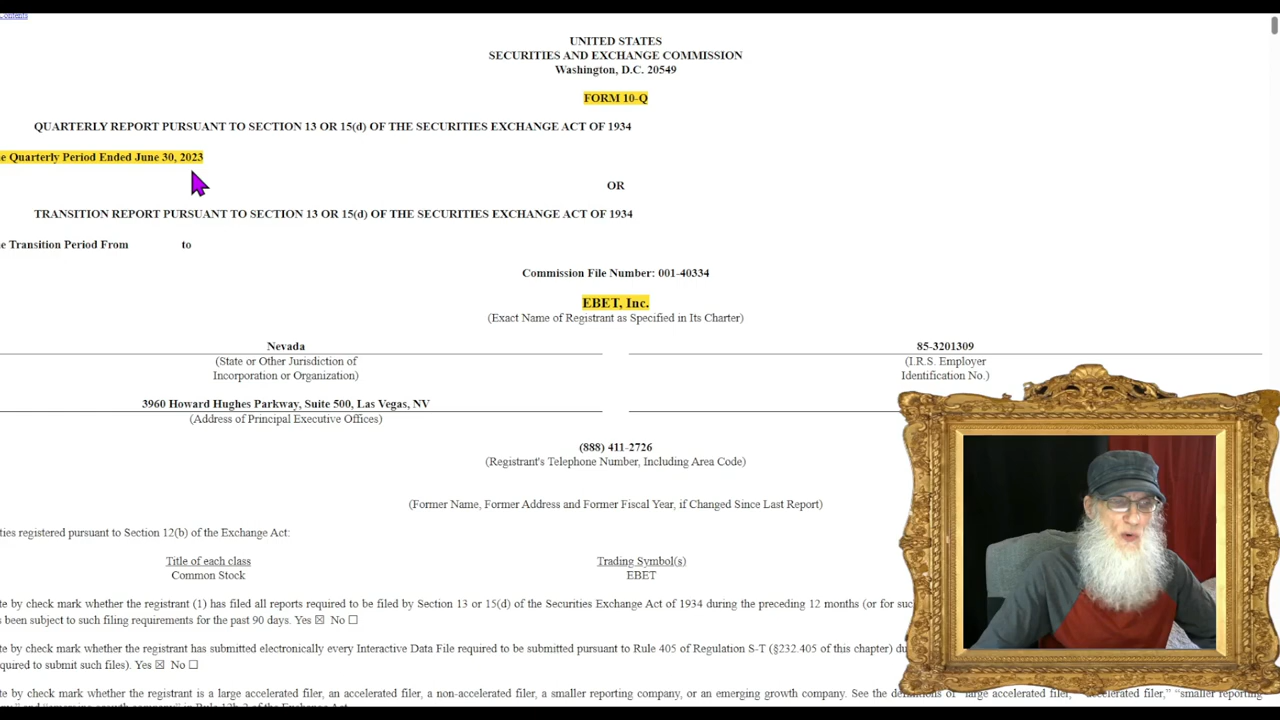 Contents
UNITED STATES
SECURITIES AND EXCHANGE COMMISSION
Washington, D.C. 20549
FORM 10-Q
QUARTERLY REPORT PURSUANT TO SECTION 13 OR 15(d) OF THE SECURITIES EXCHANGE ACT OF 1934
e Quarterly Period Ended June 30, 2023
OR
TRANSITION REPORT PURSUANT TO SECTION 13 OR 15(d) OF THE SECURITIES EXCHANGE ACT OF 1934
e Transition Period From to
Commission File Number: 001-40334
EBET, Inc.
(Exact Name of Registrant as Specified in Its Charter)
Nevada 85-3201309
(State or Other Jurisdiction of (I.R.S. Employer
Incorporation or Organization) Identification No.)
3960 Howard Hughes Parkway, Suite 500, Las Vegas, NV
(Address of Principal Executive Offices)
(888) 411-2726
(Registrant's Telephone Number, Including Area Code)
(Former Name, Former Address and Former Fiscal Year, if Changed Since Last Report)
ties registered pursuant to Section 12(b) of the Exchange Act:
Title of each class Trading Symbol(s)
Common Stock EBET
te by check mark whether the registrant (1) has filed all reports required to be filed by Section 13 or 15(d) of the Securities Exchange Act of 1934 during the preceding 12 months (or for suc
s been subject to such filing requirements for the past 90 days. Yes ☒ No ☐
te by check mark whether the registrant has submitted electronically every Interactive Data File required to be submitted pursuant to Rule 405 of Regulation S-T (§232.405 of this chapter) du
quired to submit such files). Yes ☒ No ☐
te by check mark whether the registrant is a large accelerated filer, an accelerated filer, a non-accelerated filer, a smaller reporting company, or an emerging growth company. See the definitions of "large accelerated filer," "accelerated filer," "smaller reporting